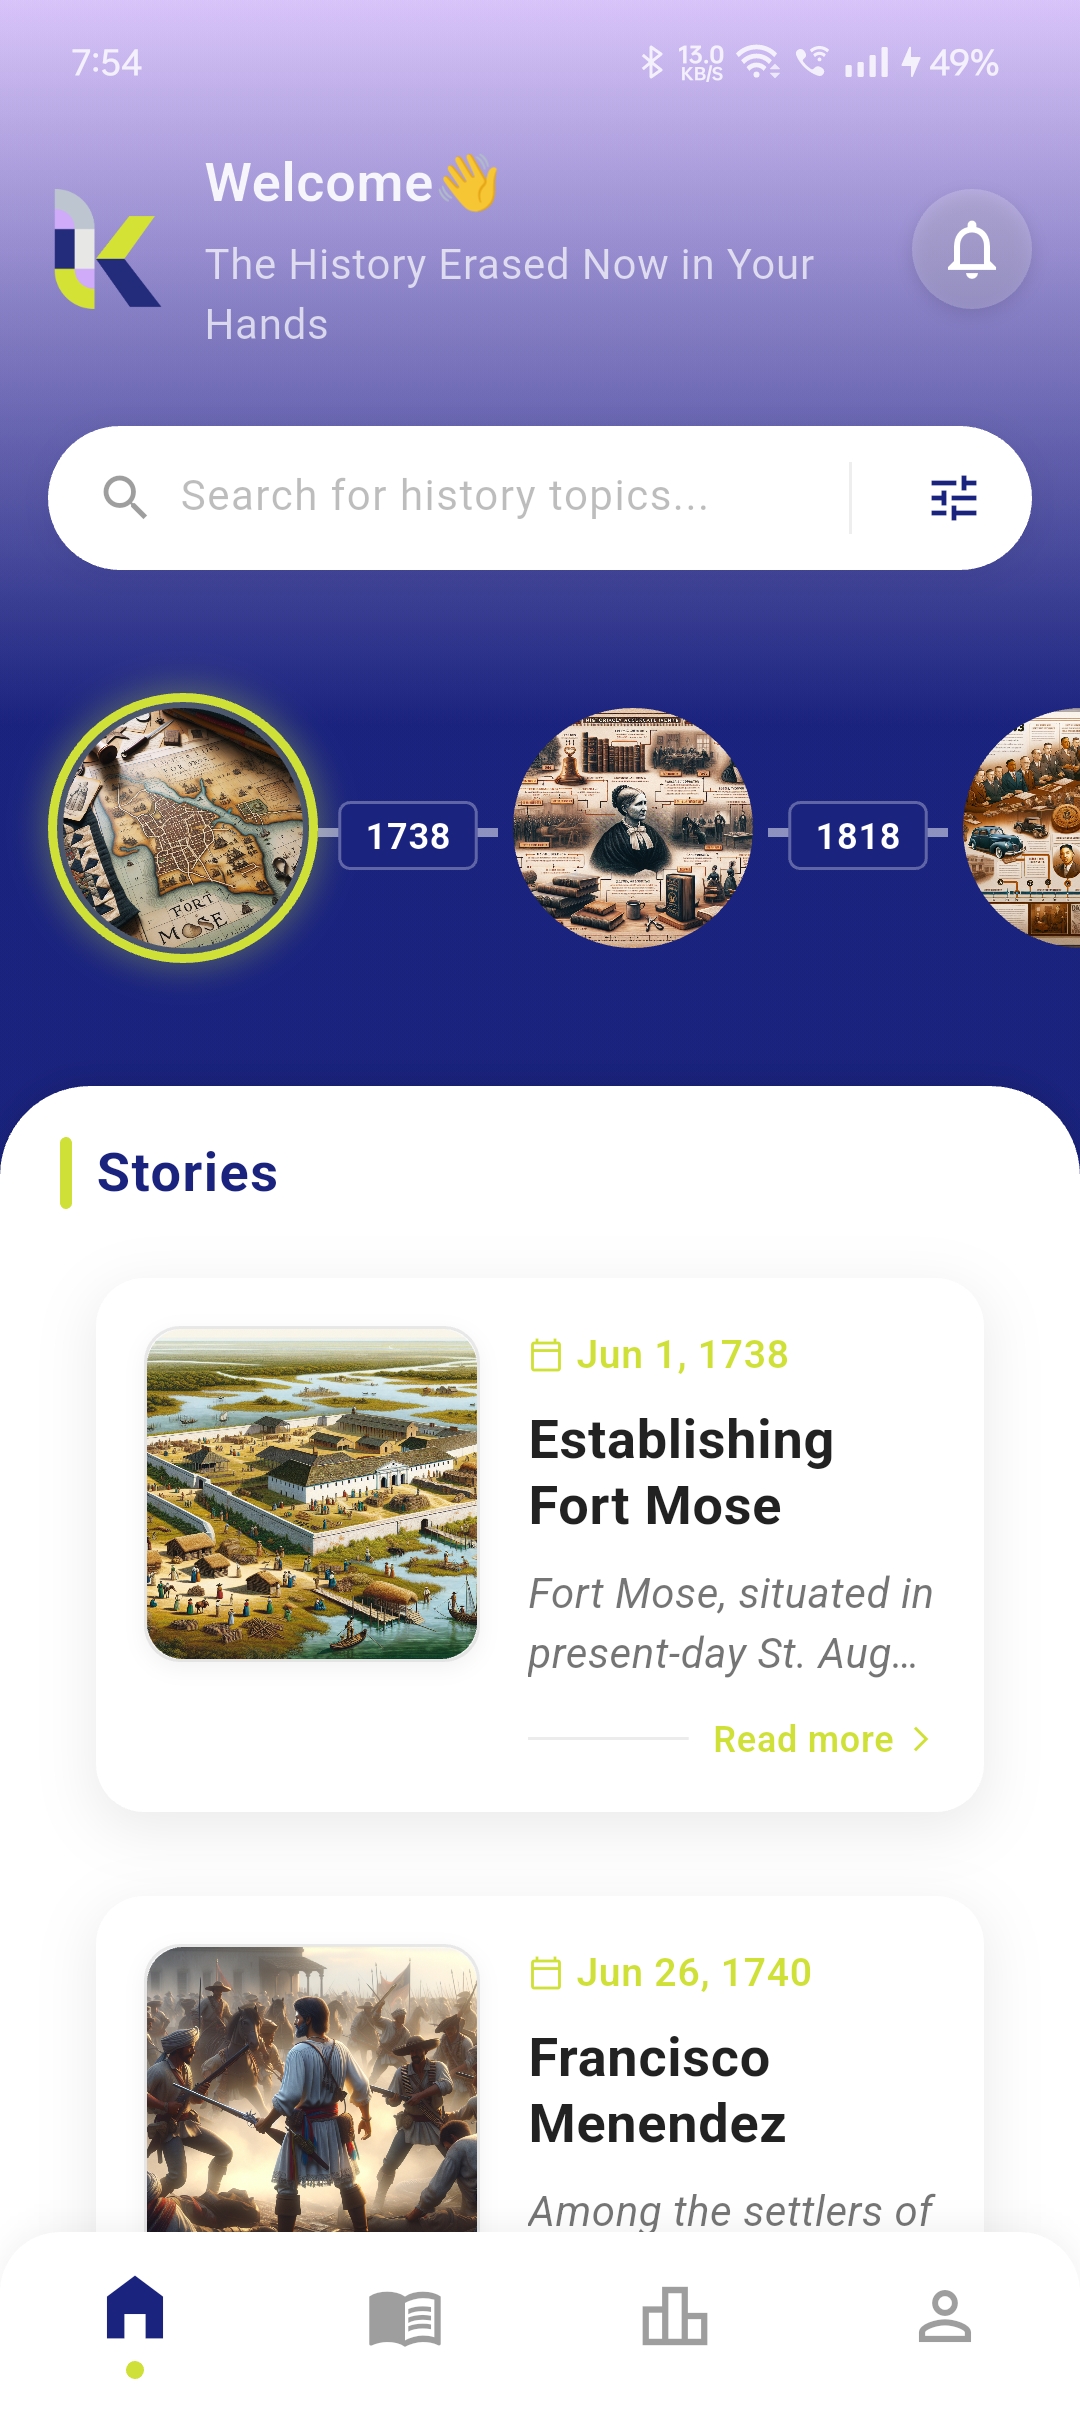 7:54
13.0
KB/S
49%
Welcome👋
The History Erased Now in Your
Hands
Search for history topics...
FORT
MOSE
1738
1818
Stories
Jun 1, 1738
Establishing
Fort Mose
Fort Mose, situated in
present-day St. Aug...
Read more
Jun 26, 1740
Francisco
Menendez
Among the settlers of